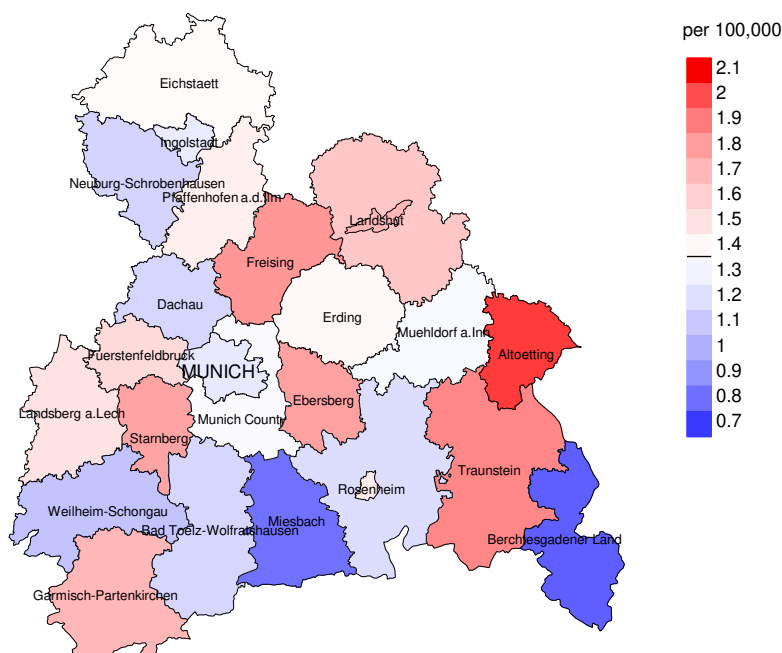 per 100,000
2.1
2
1.9
1.8
1.7
1.6
1.5
1.4
1.3
1.2
1.1
1
0.9
0.8
0.7
Eichstaett
Ingolstadt
Neuburg-Schrobenhausen
Pfaffenhofen a.d.Ilm
Landshut
Freising
Dachau
Erding
Muehldorf a.Inn
Altoetting
Fuerstenfeldbruck
MUNICH
Ebersberg
Landsberg a.Lech
Munich County
Starnberg
Traunstein
Rosenheim
Weilheim-Schongau
Miesbach
Bad Toelz-Wolfratshausen
Berchtesgadener Land
Garmisch-Partenkirchen